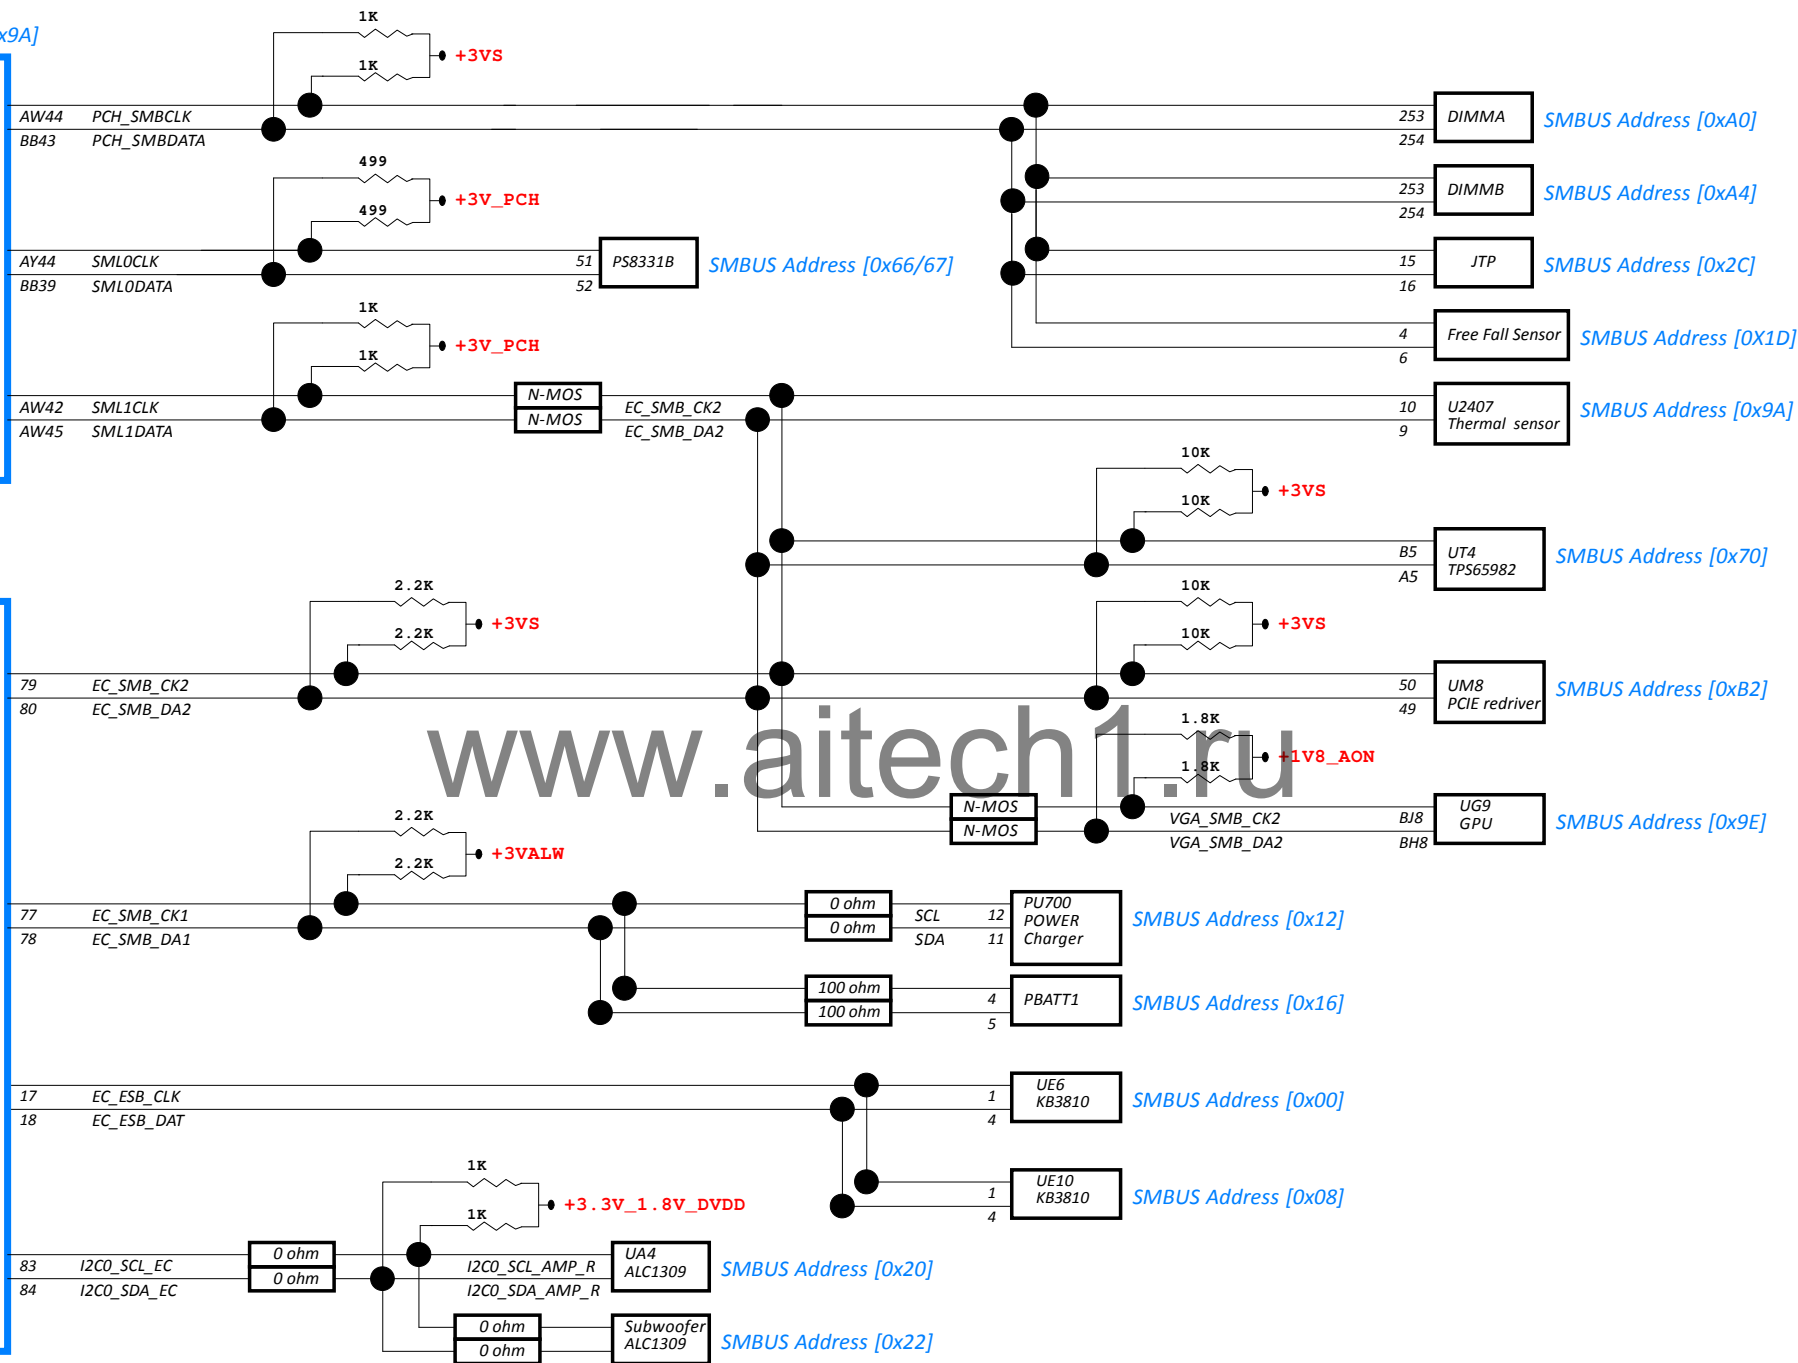 x9A]
1K
+3VS
1K
AW44 PCH_SMBCLK
BB43 PCH_SMBDATA
253 DIMMA
254
SMBUS Address [0xA0]
499
+3V_PCH
499
253 DIMMB
254
SMBUS Address [0xA4]
AY44 SML0CLK
BB39 SML0DATA
51 PS8331B
52
SMBUS Address [0x66/67]
15 JTP
16
SMBUS Address [0x2C]
1K
+3V_PCH
1K
4 Free Fall Sensor
6
SMBUS Address [0X1D]
AW42 SML1CLK
AW45 SML1DATA
N-MOS
N-MOS
EC_SMB_CK2
EC_SMB_DA2
10 U2407
9 Thermal sensor
SMBUS Address [0x9A]
10K
+3VS
10K
B5 UT4
A5 TPS65982
SMBUS Address [0x70]
2.2K
+3VS
2.2K
10K
+3VS
10K
79 EC_SMB_CK2
80 EC_SMB_DA2
50 UM8
49 PCIE redriver
SMBUS Address [0xB2]
www.aitech1.ru
1.8K
+1V8_AON
1.8K
N-MOS
N-MOS
VGA_SMB_CK2
VGA_SMB_DA2
BJ8 UG9
BH8 GPU
SMBUS Address [0x9E]
2.2K
+3VALW
2.2K
77 EC_SMB_CK1
78 EC_SMB_DA1
0 ohm
0 ohm
SCL 12
SDA 11
PU700
POWER
Charger
SMBUS Address [0x12]
100 ohm
100 ohm
4 PBATT1
5
SMBUS Address [0x16]
17 EC_ESB_CLK
18 EC_ESB_DAT
1 UE6
4 KB3810
SMBUS Address [0x00]
1 UE10
4 KB3810
SMBUS Address [0x08]
1K
+3.3V_1.8V_DVDD
1K
83 I2C0_SCL_EC
84 I2C0_SDA_EC
0 ohm
0 ohm
I2C0_SCL_AMP_R
I2C0_SDA_AMP_R
UA4
ALC1309
SMBUS Address [0x20]
0 ohm
0 ohm
Subwoofer
ALC1309
SMBUS Address [0x22]